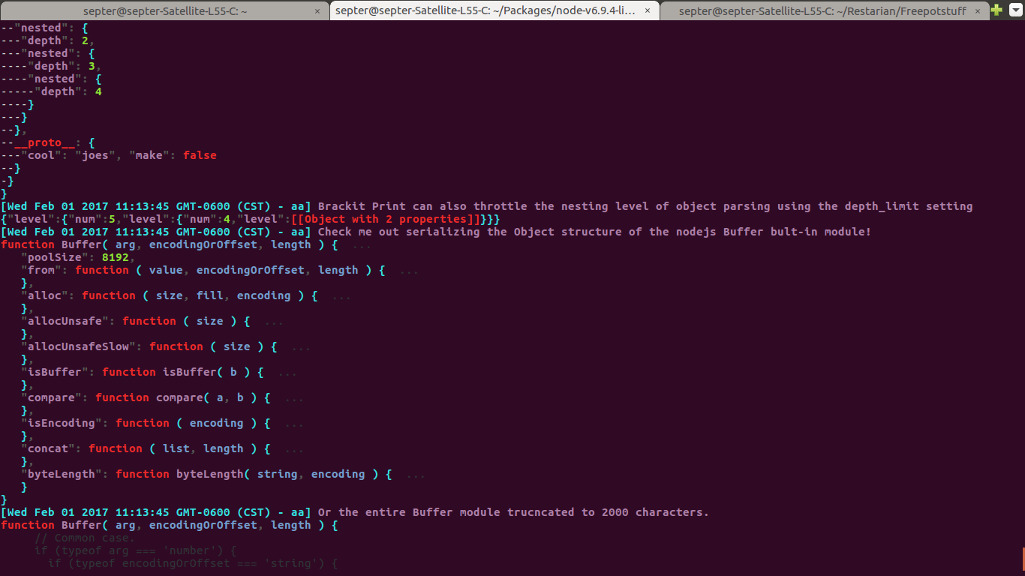 septer@septer-Satellite-L55-C: ~ × septer@septer-Satellite-L55-C: ~/Packages/node-v6.9.4-li... × septer@septer-Satellite-L55-C: ~/Restarian/Freepotstuff ×
--"nested": {
---"depth": 2,
---"nested": {
----"depth": 3,
----"nested": {
-----"depth": 4
----}
---}
--},
--__proto__: {
---"cool": "joes", "make": false
--}
-}
}
[Wed Feb 01 2017 11:13:45 GMT-0600 (CST) - aa] Brackit Print can also throttle the nesting level of object parsing using the depth_limit setting
{"level":{"num":5,"level":{"num":4,"level":[[Object with 2 properties]]}}}
[Wed Feb 01 2017 11:13:45 GMT-0600 (CST) - aa] Check me out serializing the Object structure of the nodejs Buffer bult-in module!
function Buffer( arg, encodingOrOffset, length ) {  ...
   "poolSize": 8192,
   "from": function ( value, encodingOrOffset, length ) {  ...
   },
   "alloc": function ( size, fill, encoding ) {  ...
   },
   "allocUnsafe": function ( size ) {  ...
   },
   "allocUnsafeSlow": function ( size ) {  ...
   },
   "isBuffer": function isBuffer( b ) {  ...
   },
   "compare": function compare( a, b ) {  ...
   },
   "isEncoding": function ( encoding ) {  ...
   },
   "concat": function ( list, length ) {  ...
   },
   "byteLength": function byteLength( string, encoding ) {  ...
   }
}
[Wed Feb 01 2017 11:13:45 GMT-0600 (CST) - aa] Or the entire Buffer module trucncated to 2000 characters.
function Buffer( arg, encodingOrOffset, length ) {
     // Common case.
     if (typeof arg === 'number') {
       if (typeof encodingOrOffset === 'string') {